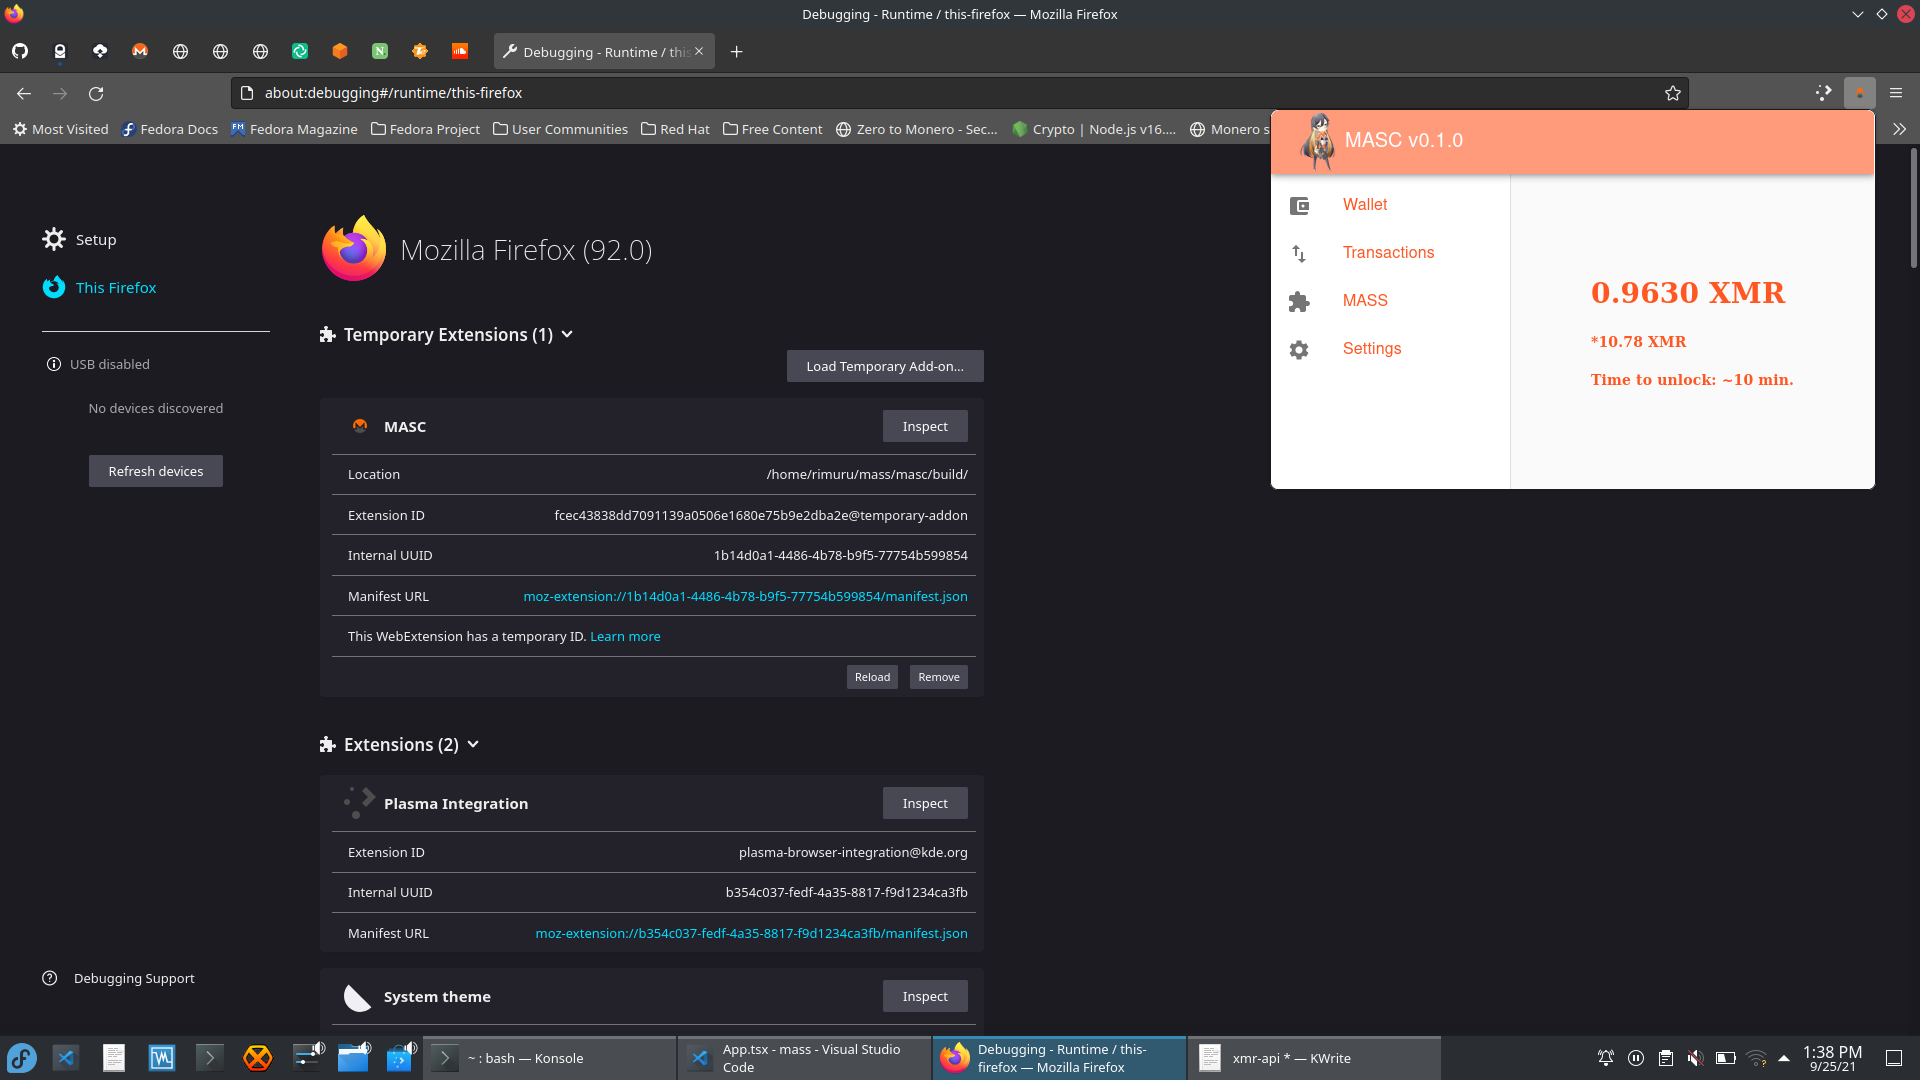 Debugging - Runtime / this-firefox — Mozilla Firefox
Debugging - Runtime / this
about:debugging#/runtime/this-firefox
Most Visited
Fedora Docs
Fedora Magazine
Fedora Project
User Communities
Red Hat
Free Content
Zero to Monero - Sec...
Crypto | Node.js v16....
Monero s
MASC v0.1.0
Wallet
Transactions
MASS
Settings
0.9630 XMR
*10.78 XMR
Time to unlock: ~10 min.
Setup
This Firefox
USB disabled
No devices discovered
Refresh devices
Debugging Support
Mozilla Firefox (92.0)
Temporary Extensions (1)
Load Temporary Add-on...
MASC
Inspect
Location
/home/rimuru/mass/masc/build/
Extension ID
fcec43838dd7091139a0506e1680e75b9e2dba2e@temporary-addon
Internal UUID
1b14d0a1-4486-4b78-b9f5-77754b599854
Manifest URL
moz-extension://1b14d0a1-4486-4b78-b9f5-77754b599854/manifest.json
This WebExtension has a temporary ID. Learn more
Reload
Remove
Extensions (2)
Plasma Integration
Inspect
Extension ID
plasma-browser-integration@kde.org
Internal UUID
b354c037-fedf-4a35-8817-f9d1234ca3fb
Manifest URL
moz-extension://b354c037-fedf-4a35-8817-f9d1234ca3fb/manifest.json
System theme
Inspect
~ : bash — Konsole
App.tsx - mass - Visual Studio
Code
Debugging - Runtime / this-
firefox — Mozilla Firefox
xmr-api * — KWrite
1:38 PM
9/25/21